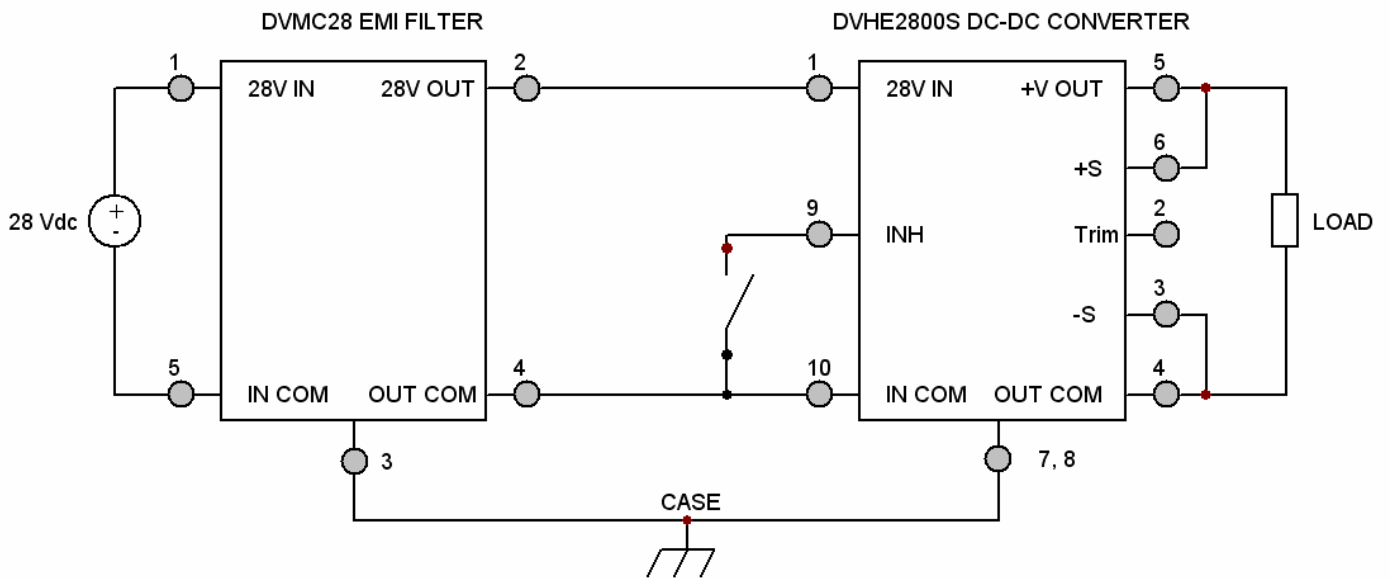 DVMC28 EMI FILTER
DVHE2800S DC-DC CONVERTER
1
28V IN
28V OUT
2
1
28V IN
+V OUT
5
6
+S
28 Vdc
+
-
9
INH
2
Trim
LOAD
3
-S
5
IN COM
OUT COM
4
10
IN COM
OUT COM
4
3
7, 8
CASE